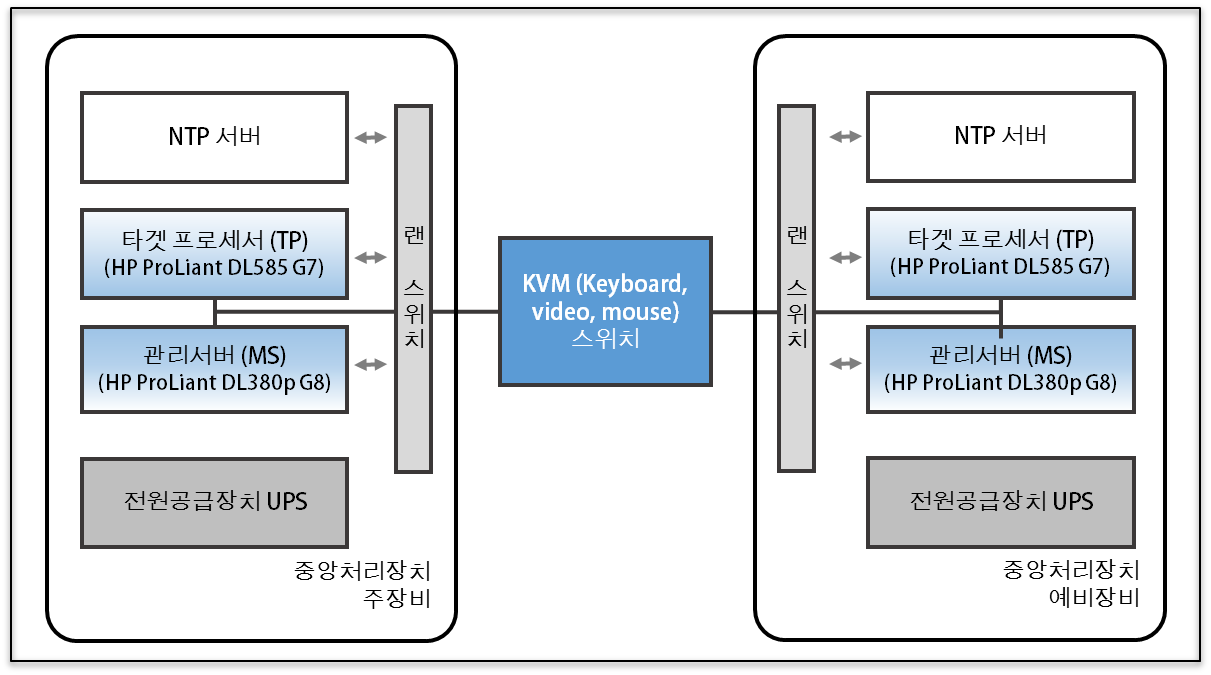 NTP 서버
타겟 프로세서 (TP)
(HP ProLiant DL585 G7)
관리서버 (MS)
(HP ProLiant DL380p G8)
전원공급장치 UPS
랜 스위치
중앙처리장치
주장비
KVM (Keyboard,
video, mouse)
스위치
랜 스위치
NTP 서버
타겟 프로세서 (TP)
(HP ProLiant DL585 G7)
관리서버 (MS)
(HP ProLiant DL380p G8)
전원공급장치 UPS
중앙처리장치
예비장비